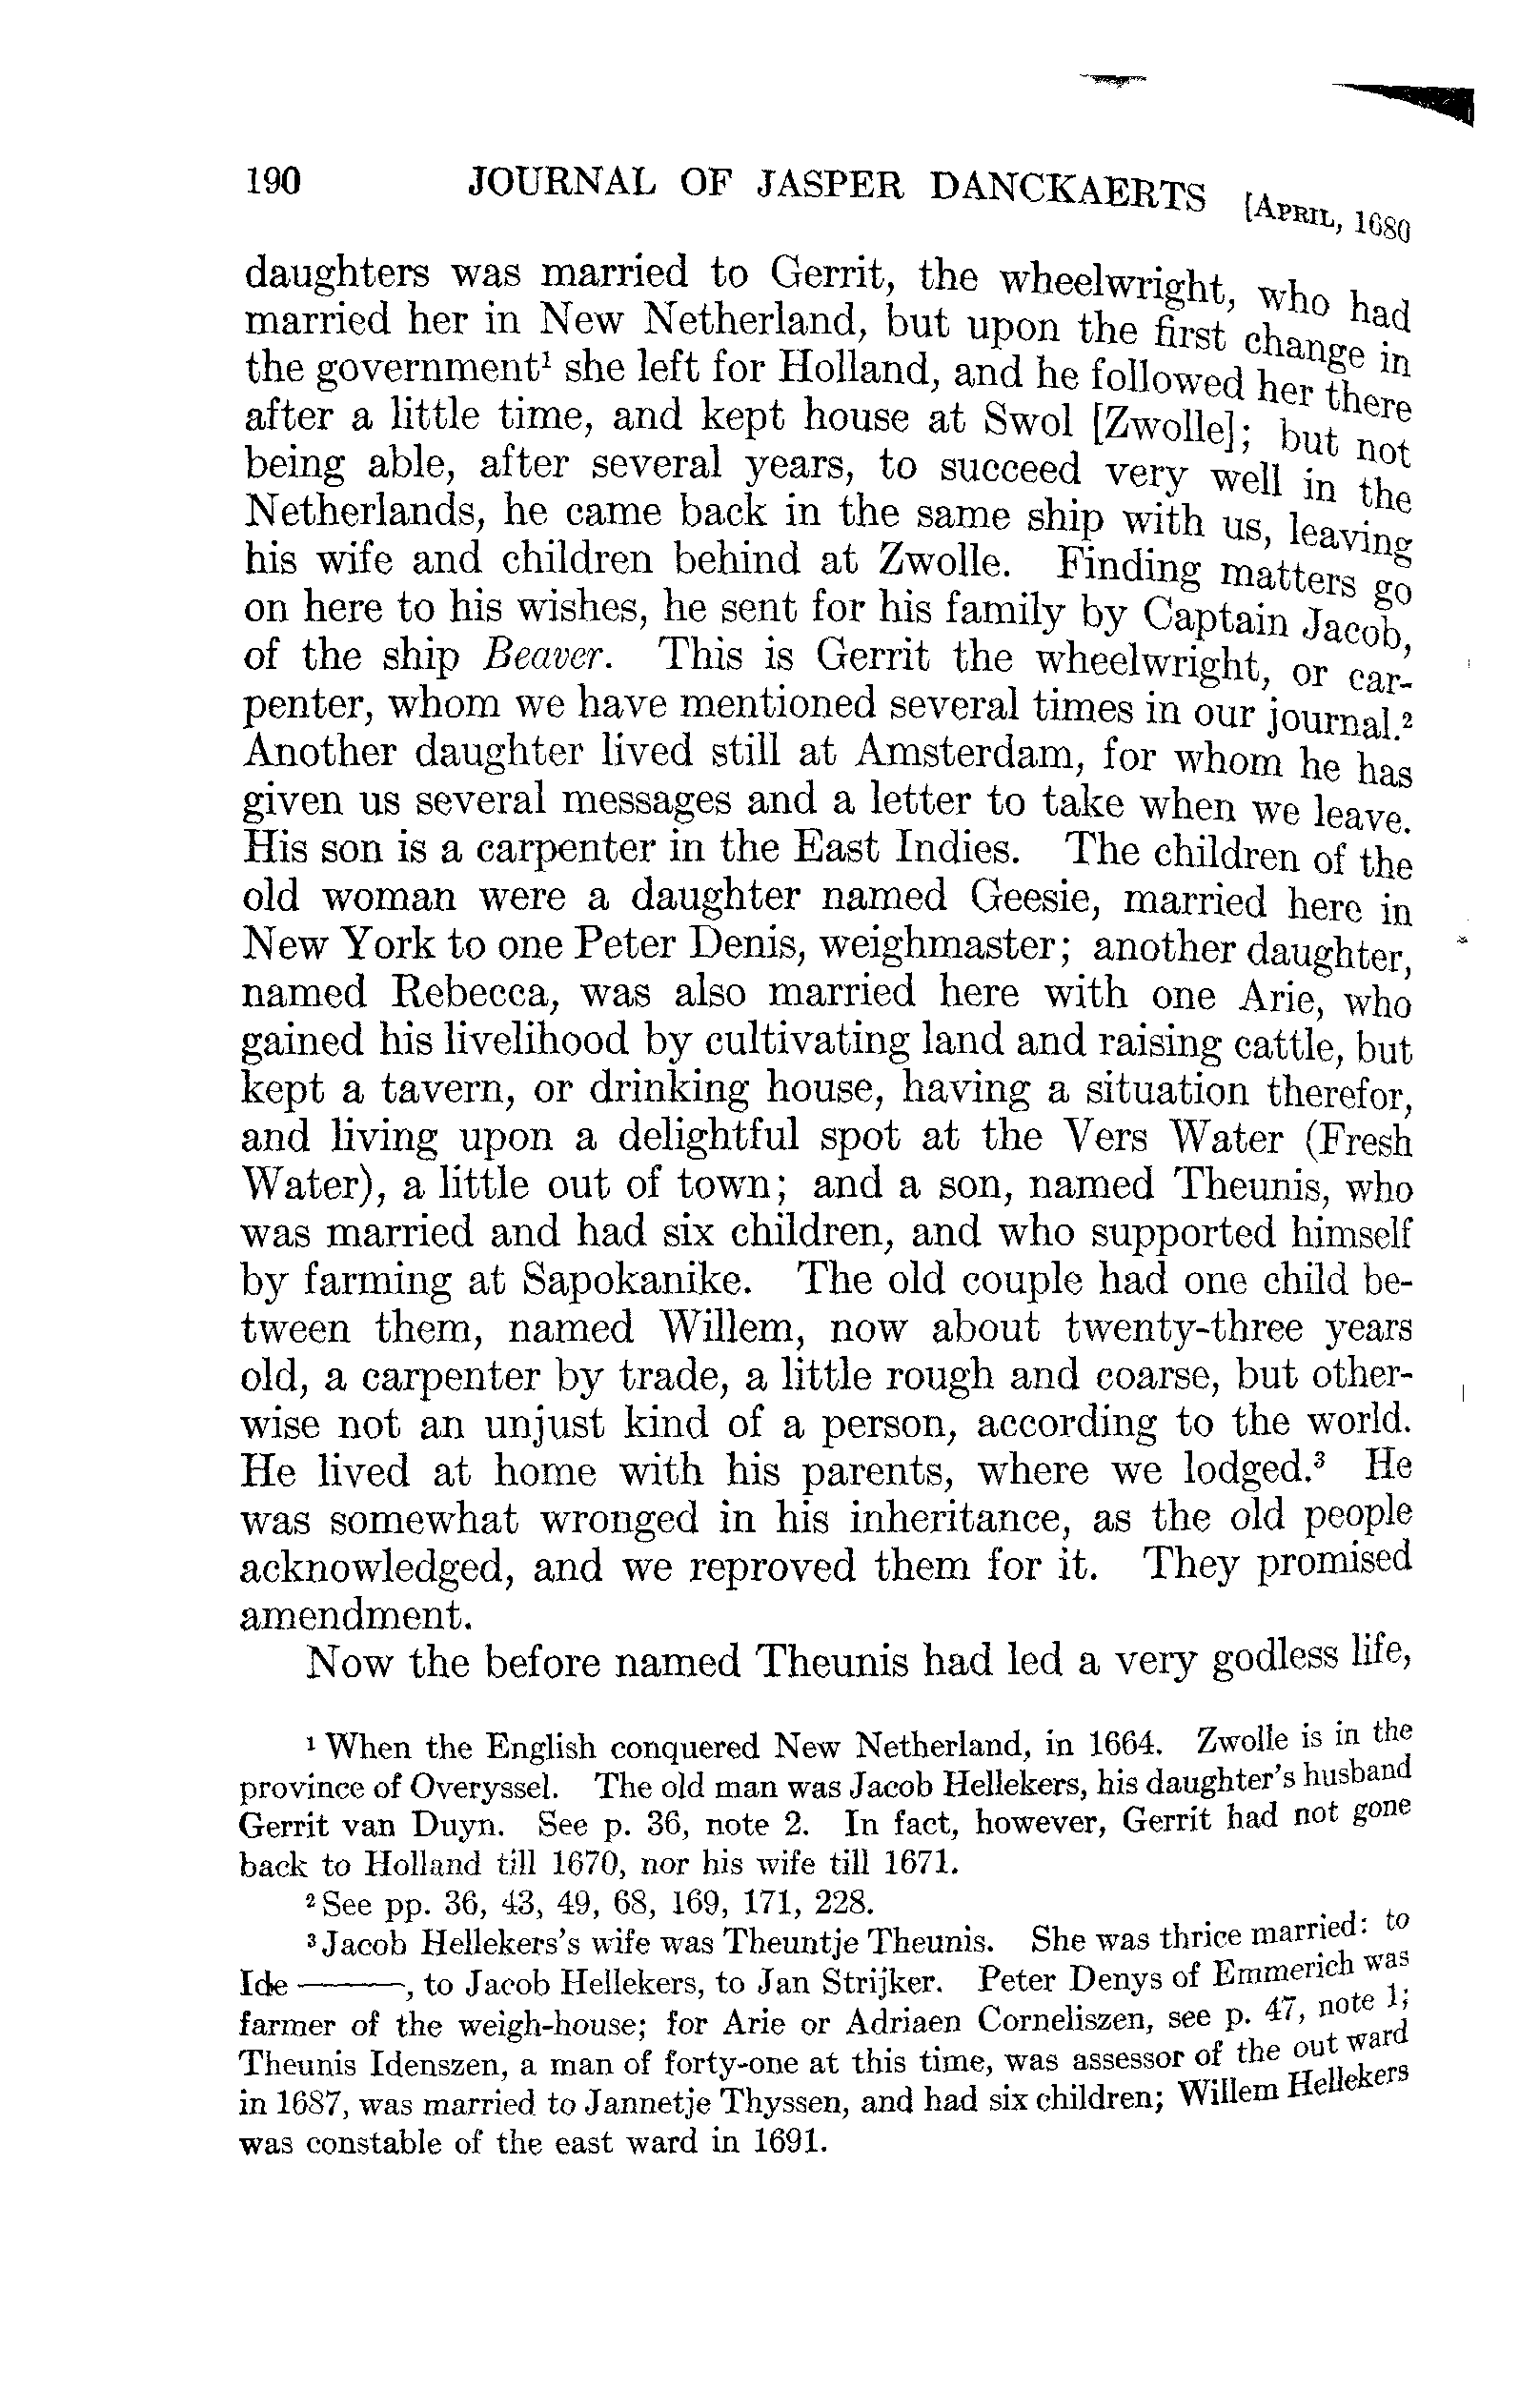 190 JOURNAL OF JASPER DANCKAERTS [APRIL, 1680
daughters was married to Gerrit, the wheelwright, who had
married her in New Netherland, but upon the first change in
the government¹ she left for Holland, and he followed her there
after a little time, and kept house at Swol [Zwolle]; but not
being able, after several years, to succeed very well in the
Netherlands, he came back in the same ship with us, leaving
his wife and children behind at Zwolle. Finding matters go
on here to his wishes, he sent for his family by Captain Jacob,
of the ship Beaver. This is Gerrit the wheelwright, or car-
penter, whom we have mentioned several times in our journal.²
Another daughter lived still at Amsterdam, for whom he has
given us several messages and a letter to take when we leave.
His son is a carpenter in the East Indies. The children of the
old woman were a daughter named Geesie, married here in
New York to one Peter Denis, weighmaster; another daughter,
named Rebecca, was also married here with one Arie, who
gained his livelihood by cultivating land and raising cattle, but
kept a tavern, or drinking house, having a situation therefor,
and living upon a delightful spot at the Vers Water (Fresh
Water), a little out of town; and a son, named Theunis, who
was married and had six children, and who supported himself
by farming at Sapokanike. The old couple had one child be-
tween them, named Willem, now about twenty-three years
old, a carpenter by trade, a little rough and coarse, but other-
wise not an unjust kind of a person, according to the world.
He lived at home with his parents, where we lodged.³ He
was somewhat wronged in his inheritance, as the old people
acknowledged, and we reproved them for it. They promised
amendment.
Now the before named Theunis had led a very godless life,
¹ When the English conquered New Netherland, in 1664. Zwolle is in the
province of Overyssel. The old man was Jacob Hellekers, his daughter's husband
Gerrit van Duyn. See p. 36, note 2. In fact, however, Gerrit had not gone
back to Holland till 1670, nor his wife till 1671.
² See pp. 36, 43, 49, 68, 169, 171, 228.
³ Jacob Hellekers's wife was Theuntje Theunis. She was thrice married: to
Ide ———, to Jacob Hellekers, to Jan Strijker. Peter Denys of Emmerich was
farmer of the weigh-house; for Arie or Adriaen Corneliszen, see p. 47, note 1;
Theunis Idenszen, a man of forty-one at this time, was assessor of the out ward
in 1687, was married to Jannetje Thyssen, and had six children; Willem Hellekers
was constable of the east ward in 1691.